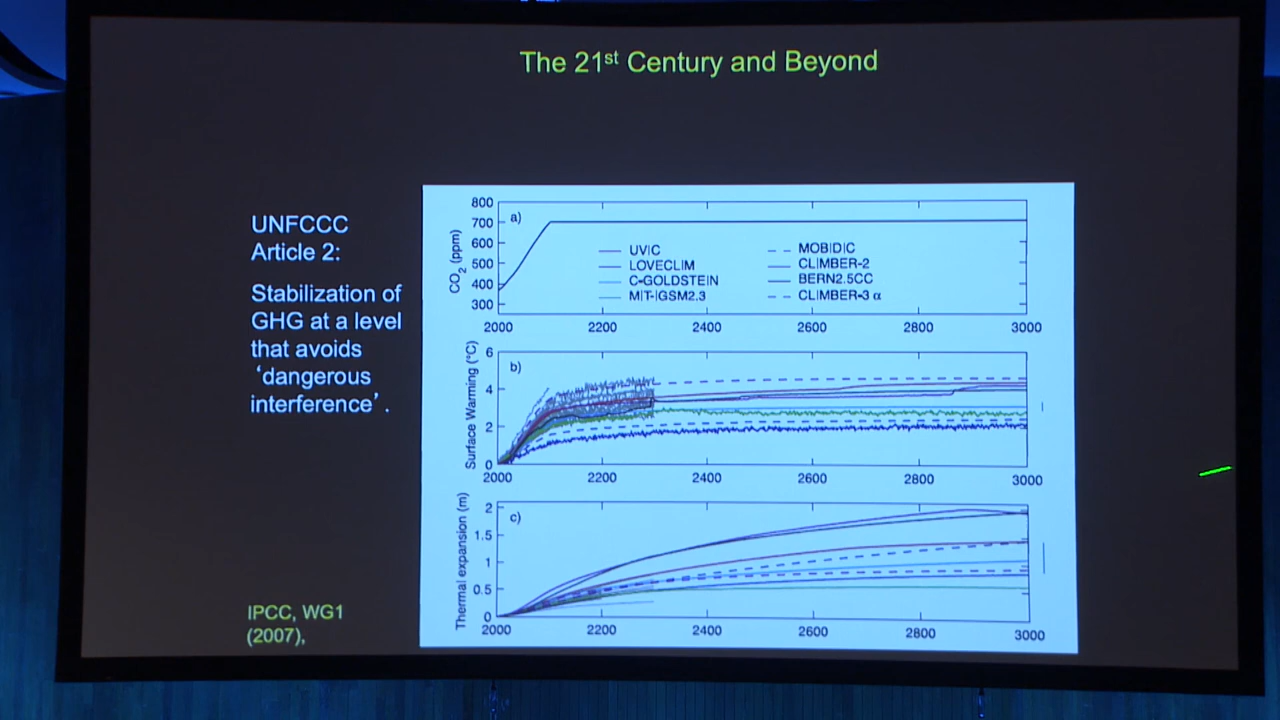 The 21st Century and Beyond
UNFCCC
Article 2:
Stabilization of
GHG at a level
that avoids
‘dangerous
interference’.
IPCC, WG1
(2007),
a)
CO2 (ppm)
800
700
600
500
400
300
UVIC
LOVECLIM
C-GOLDSTEIN
MIT-IGSM2.3
MOBIDIC
CLIMBER-2
BERN2.5CC
CLIMBER-3 α
2000 2200 2400 2600 2800 3000
b)
Surface Warming (°C)
6
4
2
0
2000 2200 2400 2600 2800 3000
c)
Thermal expansion (m)
2
1.5
1
0.5
0
2000 2200 2400 2600 2800 3000